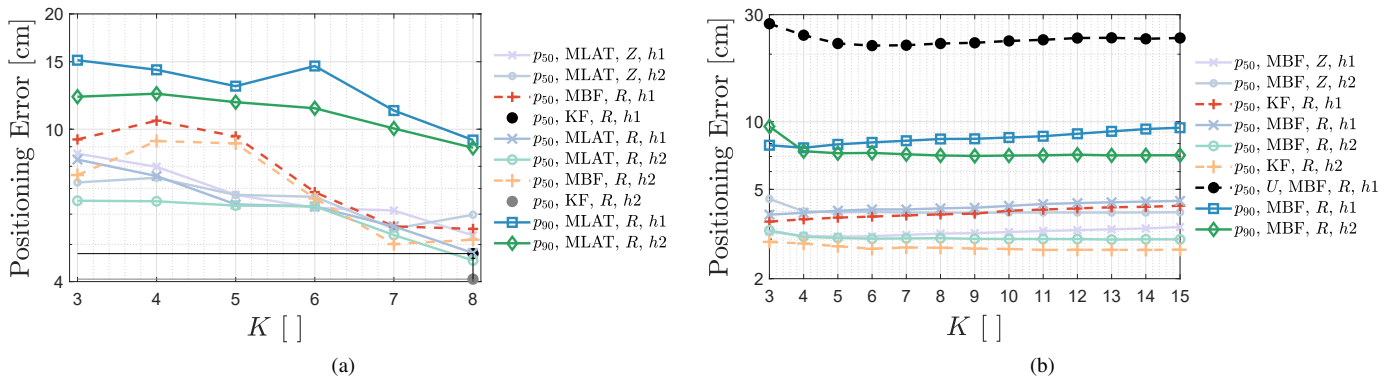 20
15
10
4
Positioning Error [cm]
3 4 5 6 7 8
K [ ]
p50, MLAT, Z, h1
p50, MLAT, Z, h2
p50, MBF, R, h1
p50, KF, R, h1
p50, MLAT, R, h1
p50, MLAT, R, h2
p50, MBF, R, h2
p50, KF, R, h2
p90, MLAT, R, h1
p90, MLAT, R, h2
(a)
30
10
5
2
Positioning Error [cm]
3 4 5 6 7 8 9 10 11 12 13 14 15
K [ ]
p50, MBF, Z, h1
p50, MBF, Z, h2
p50, KF, R, h1
p50, MBF, R, h1
p50, MBF, R, h2
p50, KF, R, h2
p50, U, MBF, R, h1
p90, MBF, R, h1
p90, MBF, R, h2
(b)